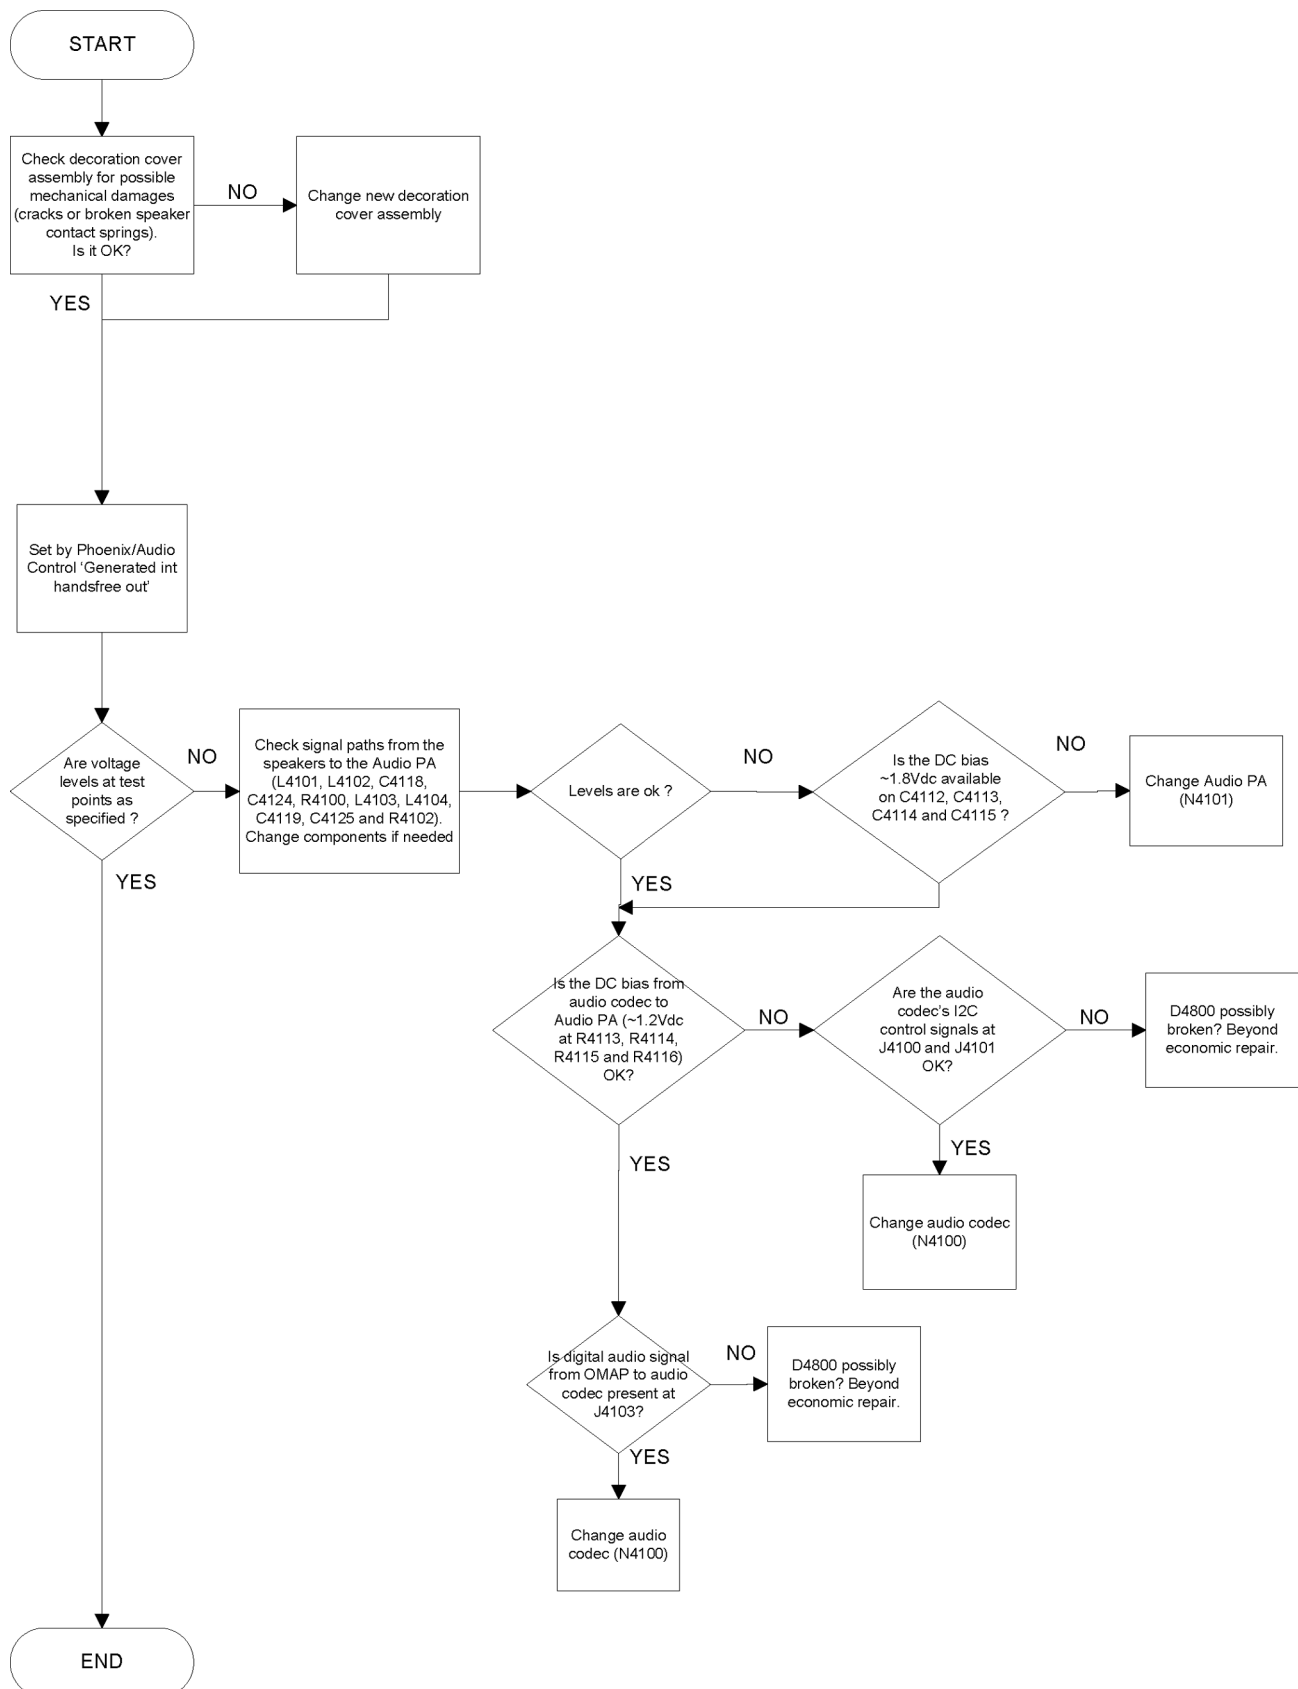 START
Check decoration cover
assembly for possible
mechanical damages
(cracks or broken speaker
contact springs).
Is it OK?
NO
Change new decoration
cover assembly
YES
Set by Phoenix/Audio
Control ‘Generated int
handsfree out’
Are voltage
levels at test
points as
specified ?
NO
Check signal paths from the
speakers to the Audio PA
(L4101, L4102, C4118,
C4124, R4100, L4103, L4104,
C4119, C4125 and R4102).
Change components if needed
Levels are ok ?
NO
Is the DC bias
~1.8Vdc available
on C4112, C4113,
C4114 and C4115 ?
NO
Change Audio PA
(N4101)
YES
YES
Is the DC bias from
audio codec to
Audio PA (~1.2Vdc
at R4113, R4114,
R4115 and R4116)
OK?
NO
Are the audio
codec's I2C
control signals at
J4100 and J4101
OK?
NO
D4800 possibly
broken? Beyond
economic repair.
YES
Change audio codec
(N4100)
YES
Is digital audio signal
from OMAP to audio
codec present at
J4103?
NO
D4800 possibly
broken? Beyond
economic repair.
YES
Change audio
codec (N4100)
END